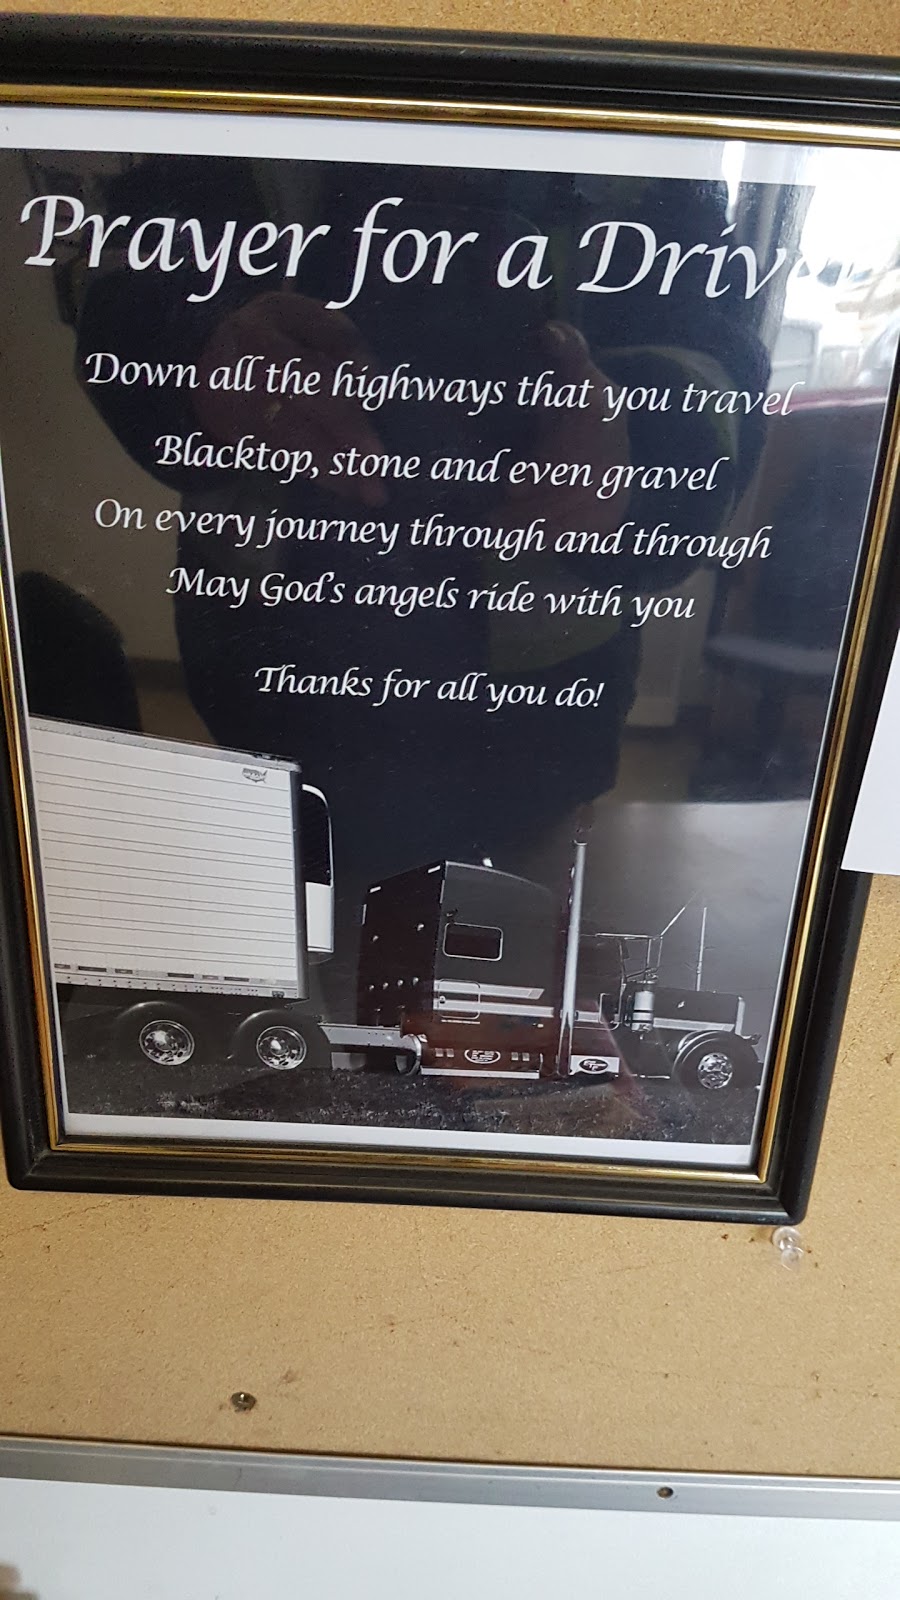 Prayer for a Driv
Down all the highways that you travel
Blacktop, stone and even gravel
On every journey through and through
May God's angels ride with you
Thanks for all you do!